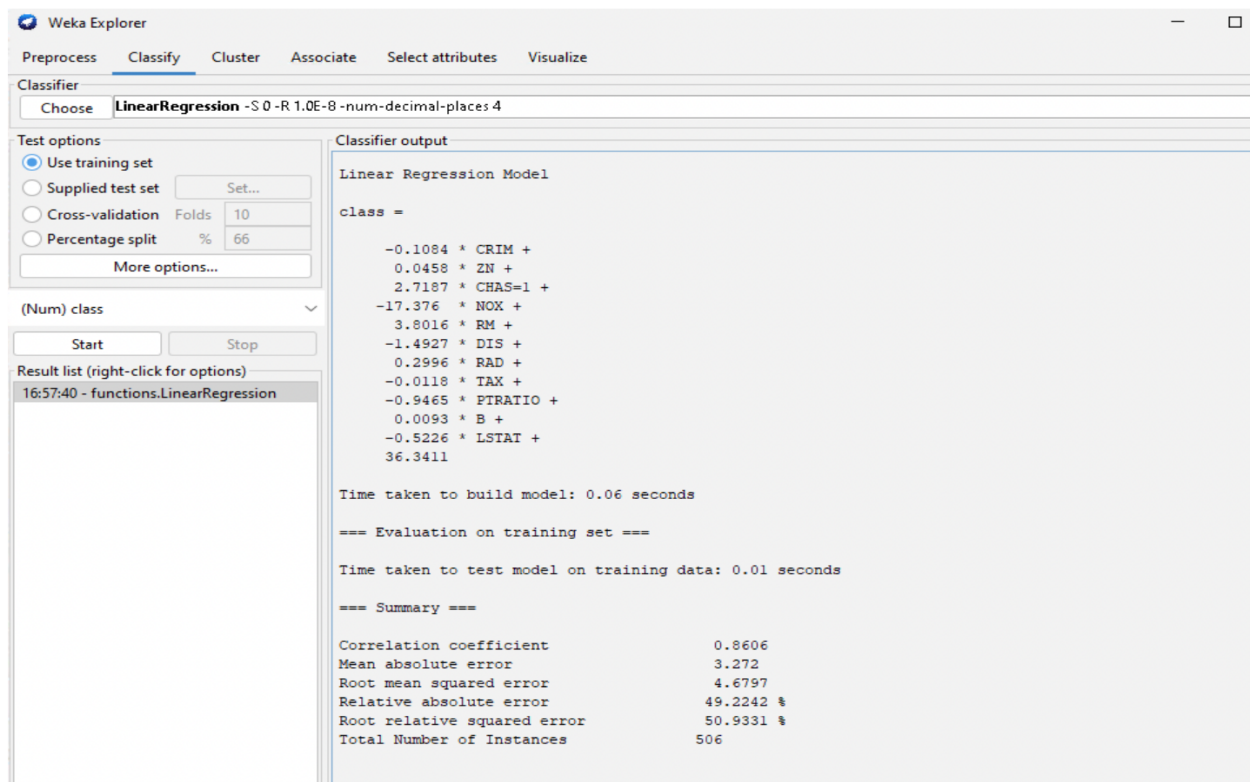 Weka Explorer
Preprocess Classify Cluster Associate Select attributes Visualize
Classifier
Choose LinearRegression -S 0 -R 1.0E-8 -num-decimal-places 4
Test options
Use training set
Supplied test set Set...
Cross-validation Folds 10
Percentage split % 66
More options...
(Num) class
Start Stop
Result list (right-click for options)
16:57:40 - functions.LinearRegression
Classifier output
Linear Regression Model
class =
-0.1084 * CRIM +
0.0458 * ZN +
2.7187 * CHAS=1 +
-17.376 * NOX +
3.8016 * RM +
-1.4927 * DIS +
0.2996 * RAD +
-0.0118 * TAX +
-0.9465 * PTRATIO +
0.0093 * B +
-0.5226 * LSTAT +
36.3411
Time taken to build model: 0.06 seconds
=== Evaluation on training set ===
Time taken to test model on training data: 0.01 seconds
=== Summary ===
Correlation coefficient 0.8606
Mean absolute error 3.272
Root mean squared error 4.6797
Relative absolute error 49.2242 %
Root relative squared error 50.9331 %
Total Number of Instances 506